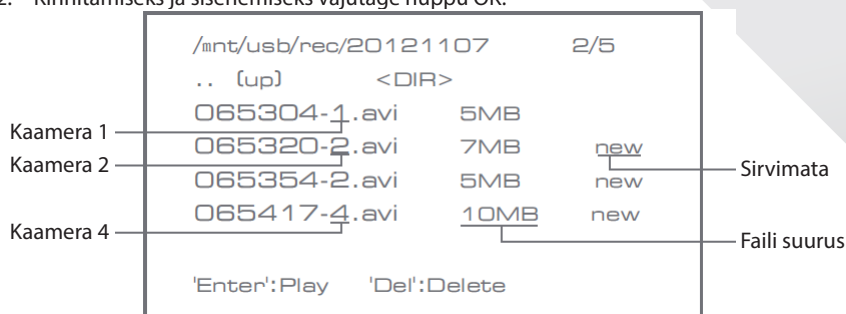 2. Kinnitamiseks ja sisenemiseks vajutage nuppu OK.
/mnt/usb/rec/20121107 2/5
.. (up) <DIR>
065304-1.avi 5MB
Kaamera 1
065320-2.avi 7MB new
Kaamera 2
Sirvimata
065354-2.avi 5MB new
065417-4.avi 10MB new
Kaamera 4
Faili suurus
'Enter':Play 'Del':Delete